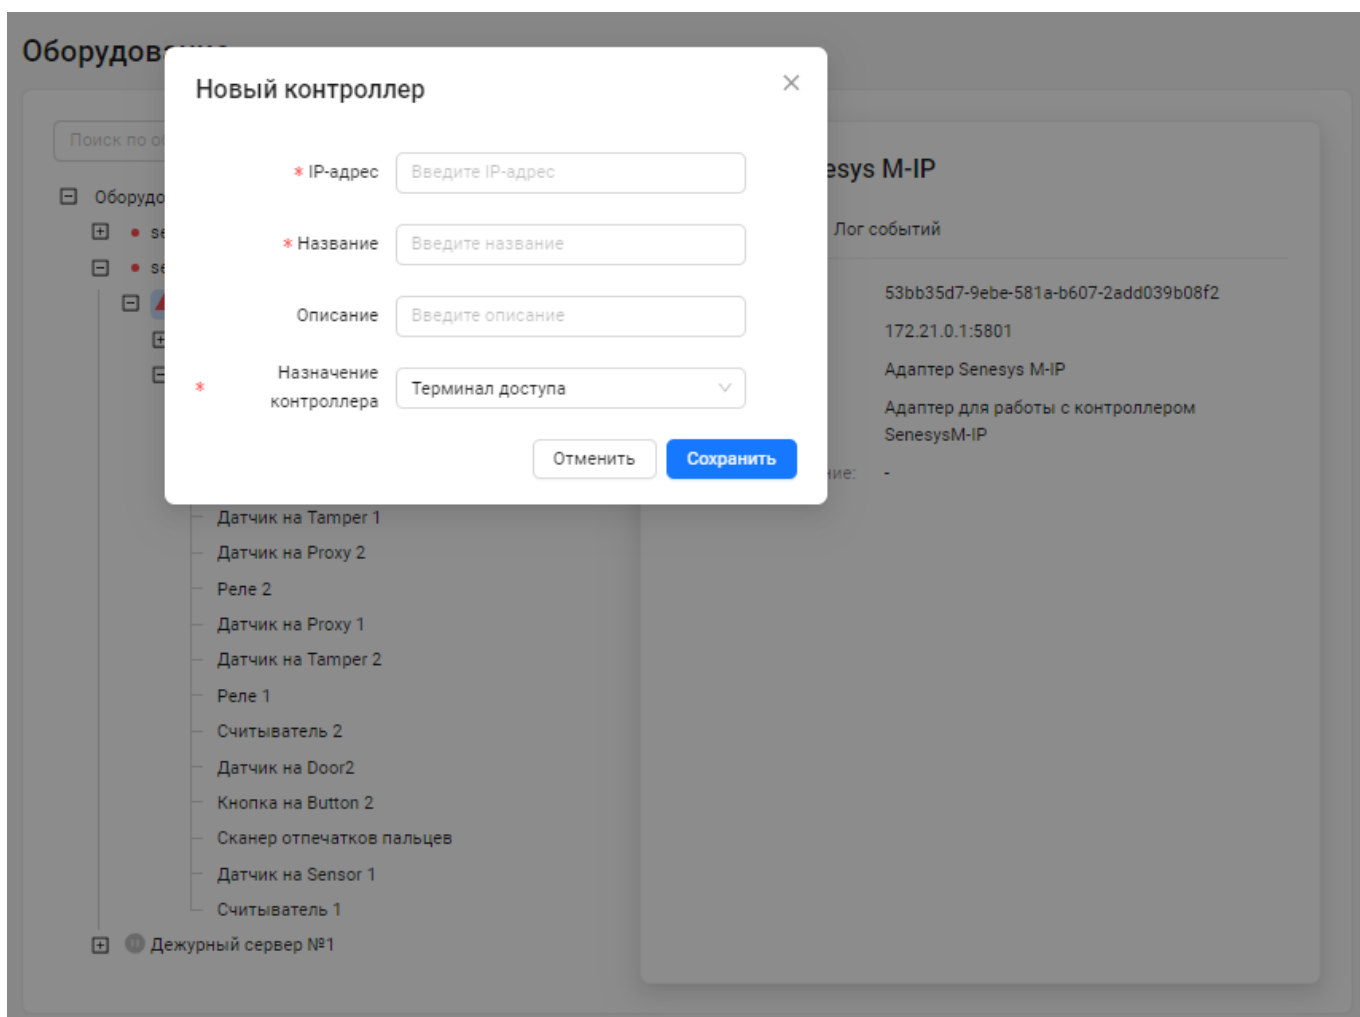 Новый контроллер
* IP-адрес Введите IP-адрес
* Название Введите название
Описание Введите описание
* Назначение
контроллера
Терминал доступа
Отменить Сохранить
M-IP
Лог событий
53bb35d7-9ebe-581a-b607-2add039b08f2
172.21.0.1:5801
Адаптер Senesys M-IP
Адаптер для работы с контроллером
SenesysM-IP
-
Поиск по
Датчик на Tamper 1
Датчик на Proxy 2
Реле 2
Датчик на Proxy 1
Датчик на Tamper 2
Реле 1
Считыватель 2
Датчик на Door2
Кнопка на Button 2
Сканер отпечатков пальцев
Датчик на Sensor 1
Считыватель 1
Дежурный сервер №1